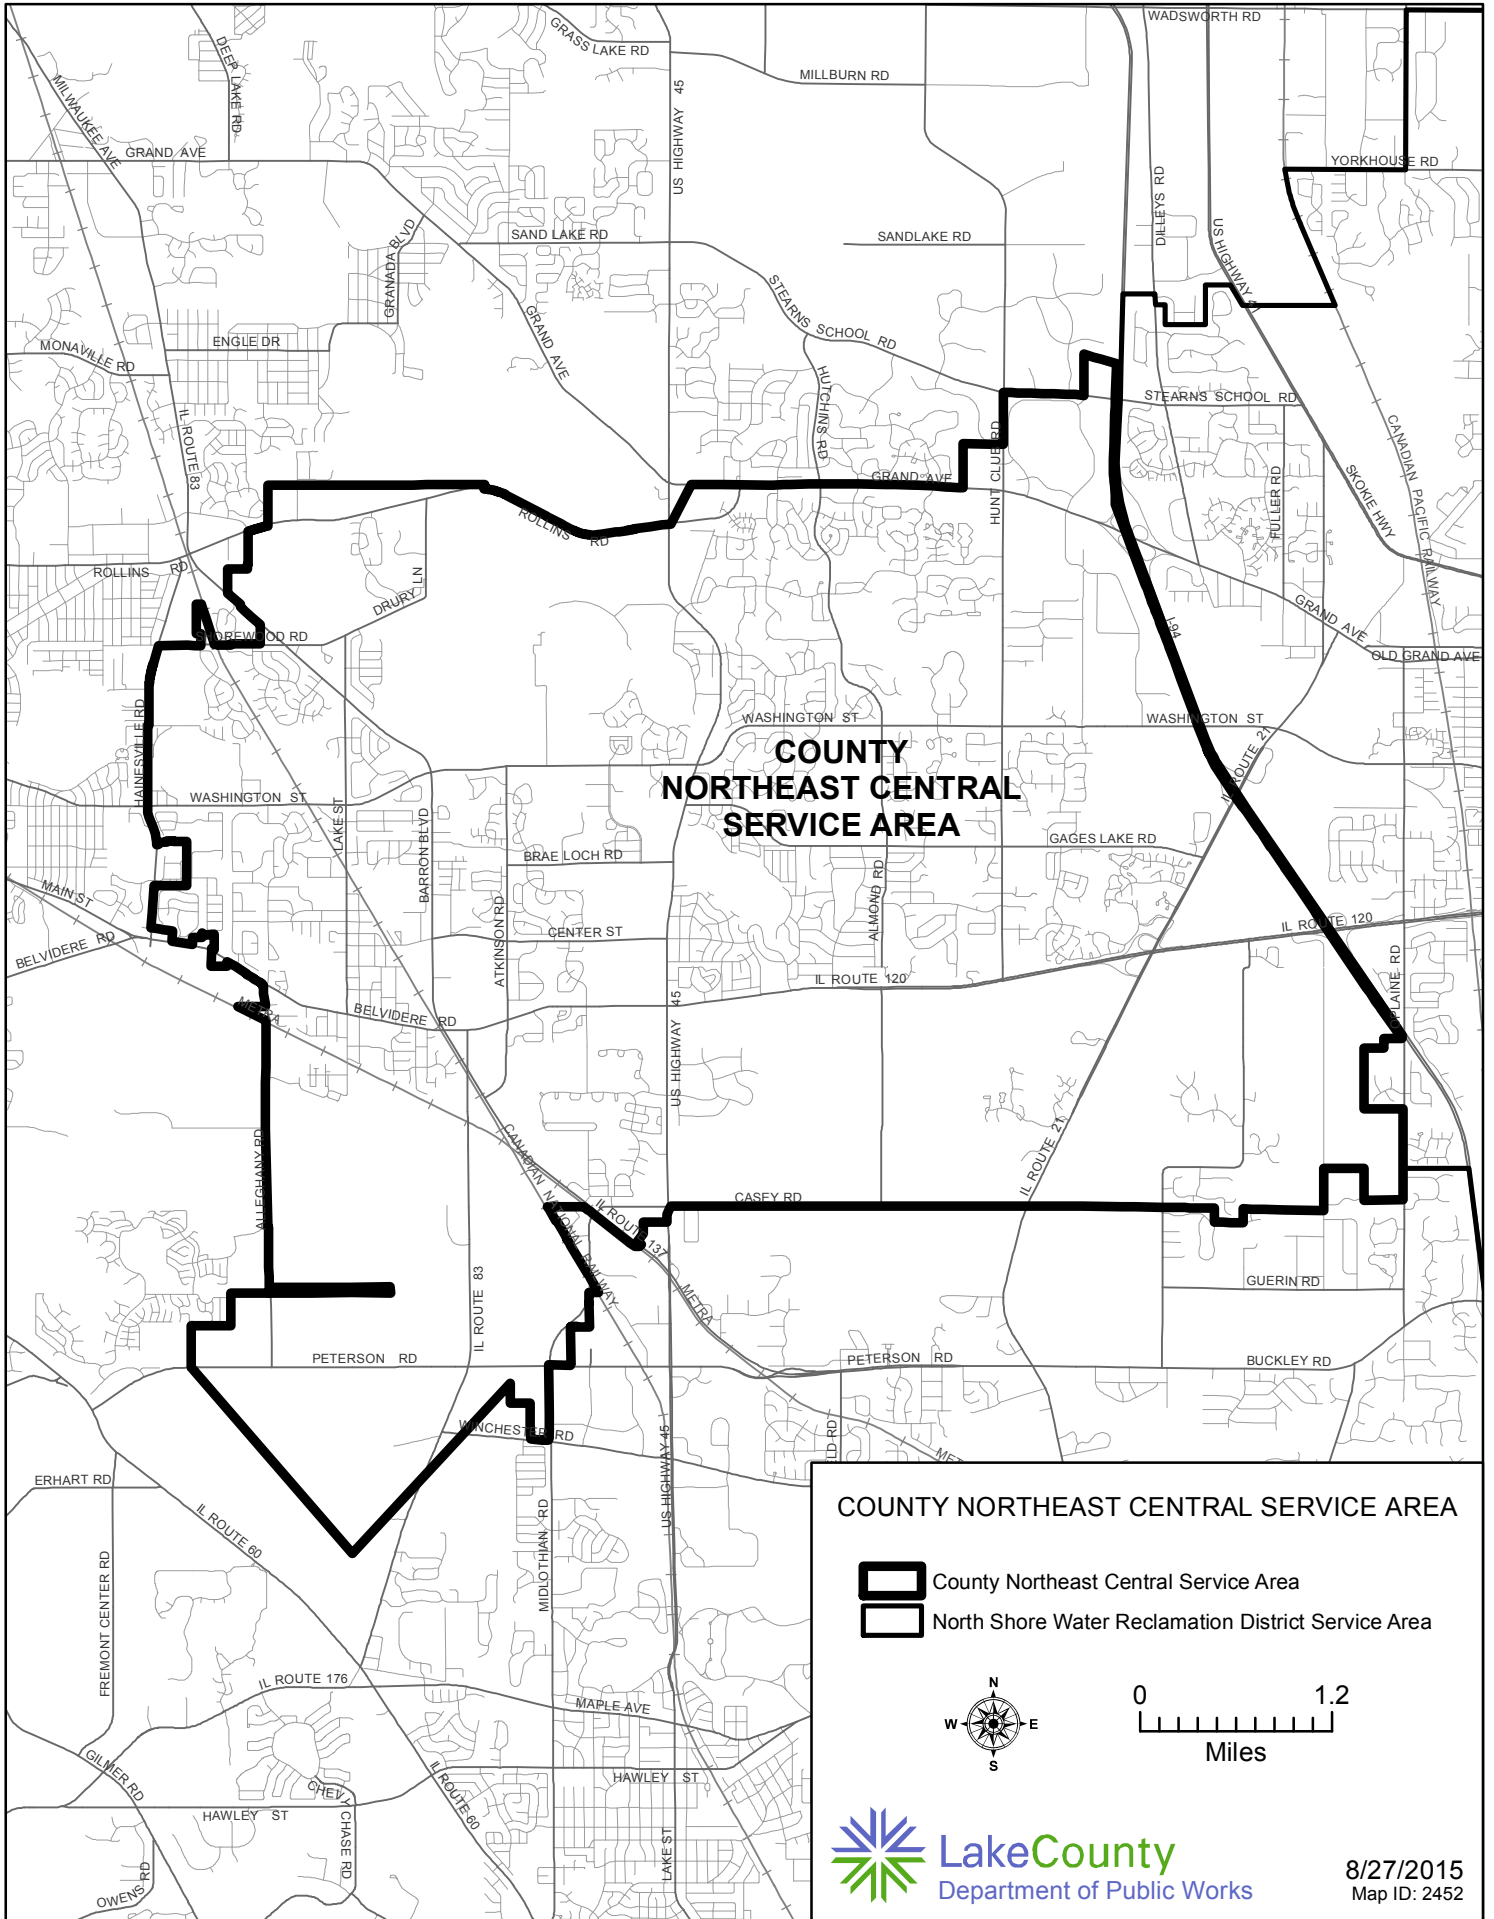 WADSWORTH RD
GRASS LAKE RD
DEEP LAKE RD
MILLBURN RD
MILWAUKEE AVE
US HIGHWAY 45
GRAND AVE
YORKHOUSE RD
DILLEYS RD
GRANADA BLVD
SAND LAKE RD
SANDLAKE RD
US HIGHWAY
STEARNS SCHOOL RD
GRAND AVE
ENGLE DR
MONAVILLE RD
HUTCHINS RD
STEARNS SCHOOL RD
IL ROUTE 83
CANADIAN PACIFIC RAILWAY
HUNT CLUB RD
GRAND AVE
FULLER RD
SKOKIE HWY
ROLLINS RD
ROLLINS RD
DRURY LN
GRAND AVE
I-94
SHOREWOOD RD
OLD GRAND AVE
HAINESVILLE RD
WASHINGTON ST
WASHINGTON ST
COUNTY
NORTHEAST CENTRAL
SERVICE AREA
IL ROUTE 21
WASHINGTON ST
LAKE ST
BARRON BLVD
GAGES LAKE RD
BRAE LOCH RD
MAIN ST
ALMOND RD
ATKINSON RD
IL ROUTE 120
BELVIDERE RD
CENTER ST
OPLAINE RD
IL ROUTE 120
METRA
BELVIDERE RD
US HIGHWAY 45
ALLEGHANY RD
CANADIAN NATIONAL RAILWAY
IL ROUTE 21
CASEY RD
IL ROUTE 137
METRA
GUERIN RD
IL ROUTE 83
PETERSON RD
PETERSON RD
BUCKLEY RD
WINCHESTER RD
US HIGHWAY 45
ELD RD
MET
ERHART RD
IL ROUTE 60
MIDLOTHIAN RD
FREMONT CENTER RD
IL ROUTE 176
MAPLE AVE
GILMER RD
IL ROUTE 60
HAWLEY ST
CHEVY CHASE RD
HAWLEY ST
LAKE ST
OWENS RD
COUNTY NORTHEAST CENTRAL SERVICE AREA
County Northeast Central Service Area
North Shore Water Reclamation District Service Area
N
W E
S
0 1.2
Miles
LakeCounty
Department of Public Works
8/27/2015
Map ID: 2452